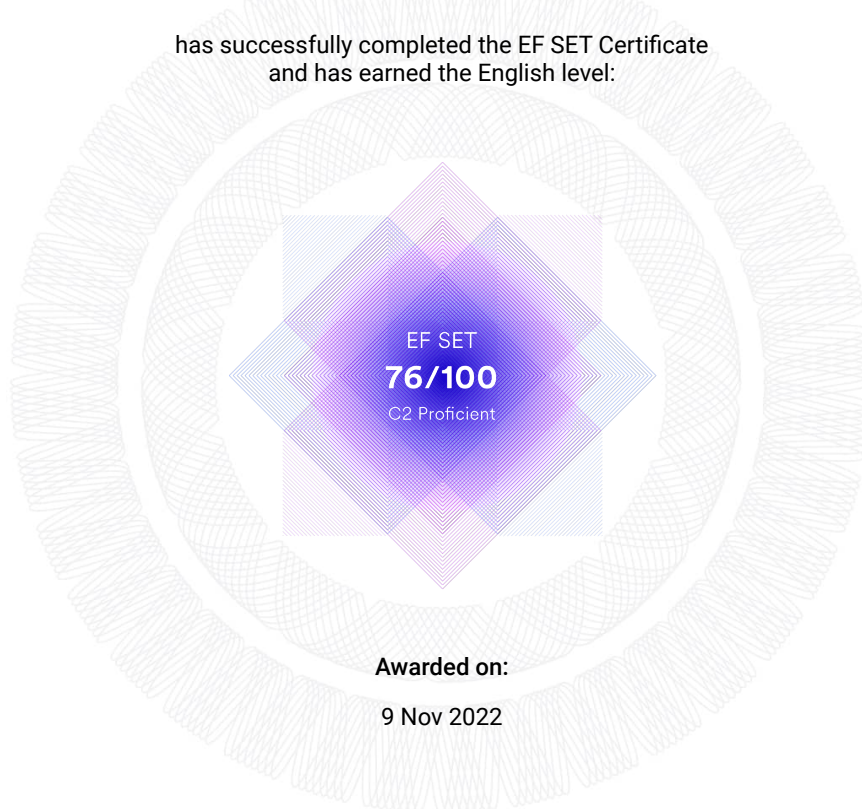 has successfully completed the EF SET Certificate
and has earned the English level:
EF SET
76/100
C2 Proficient
Awarded on:
9 Nov 2022